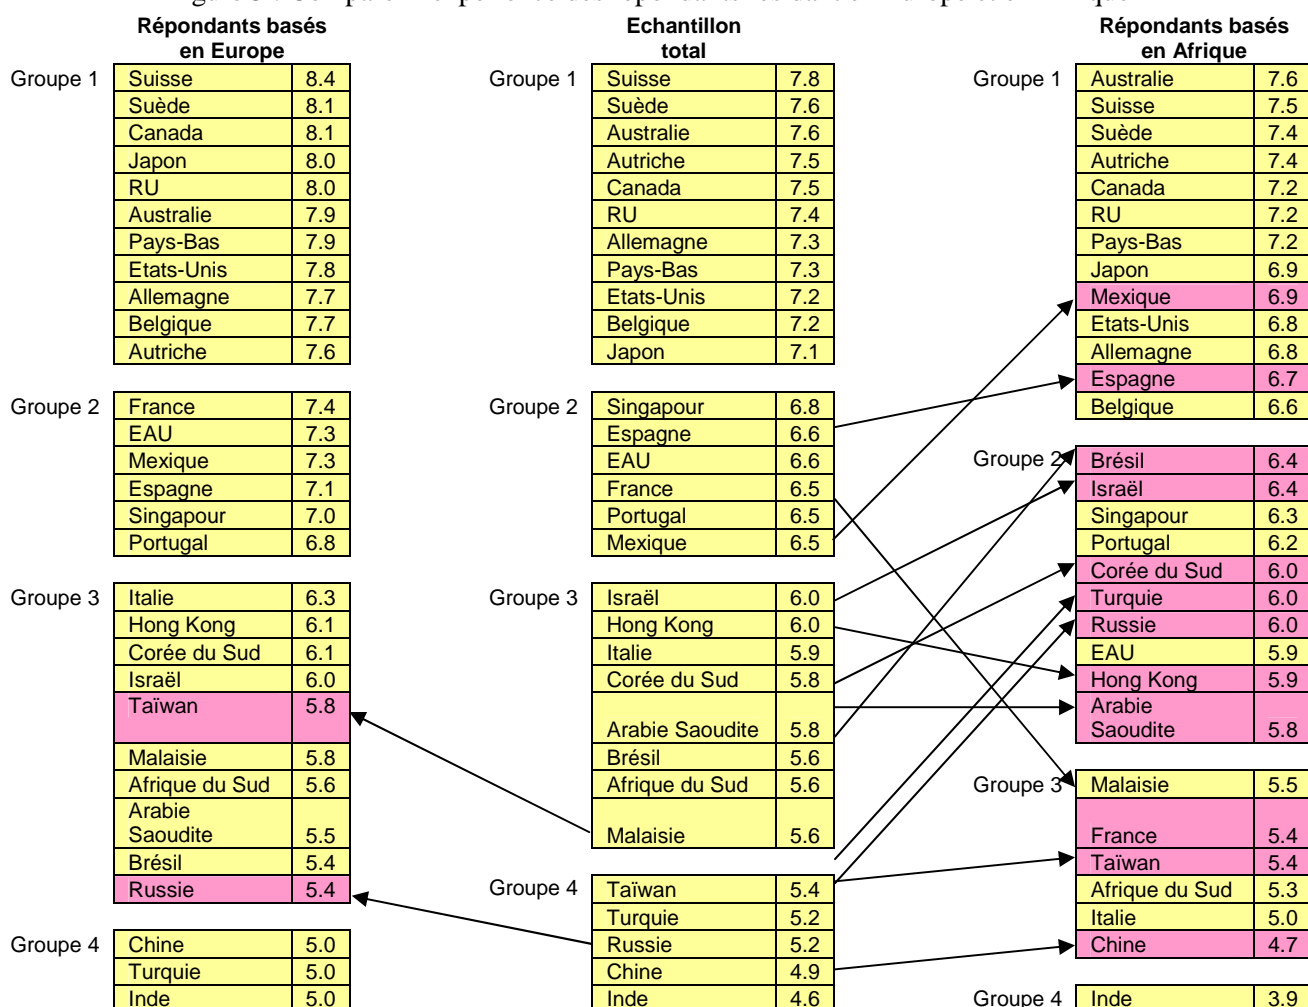 Répondants basés
en Europe
Groupe 1
Suisse 8.4
Suède 8.1
Canada 8.1
Japon 8.0
RU 8.0
Australie 7.9
Pays-Bas 7.9
Etats-Unis 7.8
Allemagne 7.7
Belgique 7.7
Autriche 7.6
Groupe 2
France 7.4
EAU 7.3
Mexique 7.3
Espagne 7.1
Singapour 7.0
Portugal 6.8
Groupe 3
Italie 6.3
Hong Kong 6.1
Corée du Sud 6.1
Israël 6.0
Taïwan 5.8
Malaisie 5.8
Afrique du Sud 5.6
Arabie
Saoudite 5.5
Brésil 5.4
Russie 5.4
Groupe 4
Chine 5.0
Turquie 5.0
Inde 5.0
Echantillon
total
Groupe 1
Suisse 7.8
Suède 7.6
Australie 7.6
Autriche 7.5
Canada 7.5
RU 7.4
Allemagne 7.3
Pays-Bas 7.3
Etats-Unis 7.2
Belgique 7.2
Japon 7.1
Groupe 2
Singapour 6.8
Espagne 6.6
EAU 6.6
France 6.5
Portugal 6.5
Mexique 6.5
Groupe 3
Israël 6.0
Hong Kong 6.0
Italie 5.9
Corée du Sud 5.8
Arabie Saoudite 5.8
Brésil 5.6
Afrique du Sud 5.6
Malaisie 5.6
Groupe 4
Taïwan 5.4
Turquie 5.2
Russie 5.2
Chine 4.9
Inde 4.6
Répondants basés
en Afrique
Groupe 1
Australie 7.6
Suisse 7.5
Suède 7.4
Autriche 7.4
Canada 7.2
RU 7.2
Pays-Bas 7.2
Japon 6.9
Mexique 6.9
Etats-Unis 6.8
Allemagne 6.8
Espagne 6.7
Belgique 6.6
Groupe 2
Brésil 6.4
Israël 6.4
Singapour 6.3
Portugal 6.2
Corée du Sud 6.0
Turquie 6.0
Russie 6.0
EAU 5.9
Hong Kong 5.9
Arabie
Saoudite 5.8
Groupe 3
Malaisie 5.5
France 5.4
Taïwan 5.4
Afrique du Sud 5.3
Italie 5.0
Chine 4.7
Groupe 4
Inde 3.9